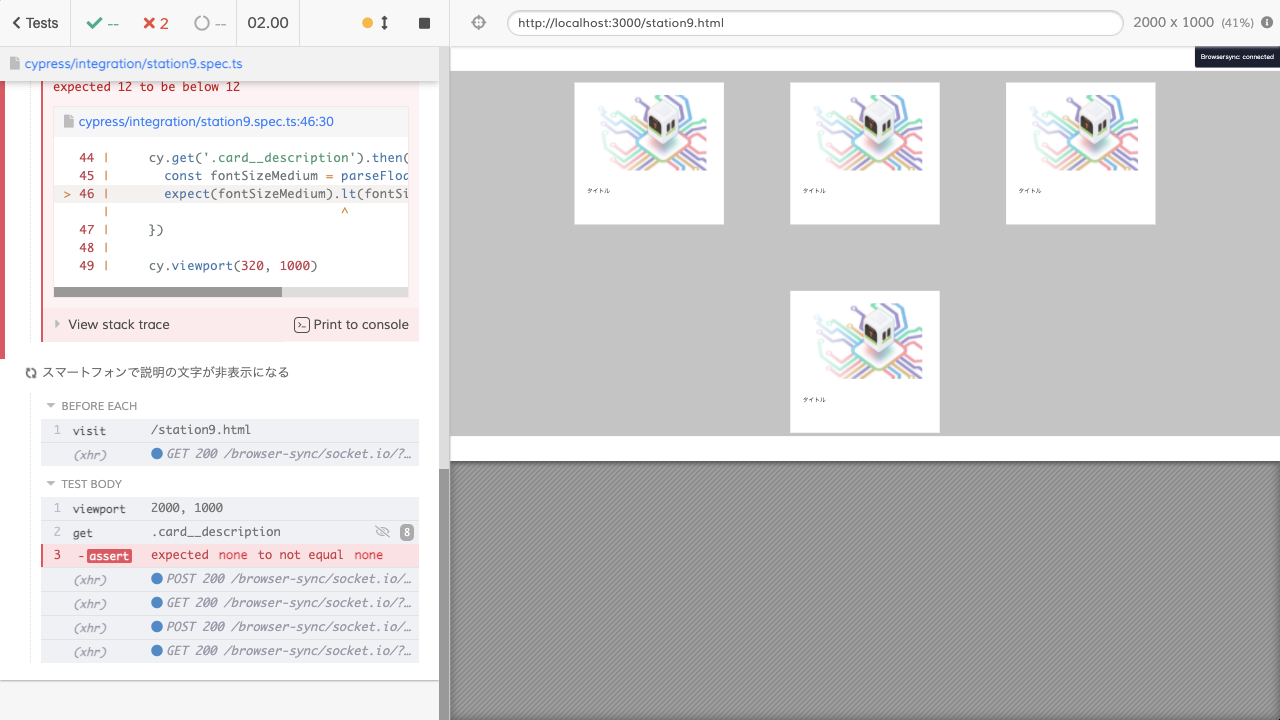 Tests
--
2
--
02.00
http://localhost:3000/station9.html
2000 x 1000 (41%)
cypress/integration/station9.spec.ts
expected 12 to be below 12
cypress/integration/station9.spec.ts:46:30
44 | cy.get('.card__description').then(
45 | const fontSizeMedium = parseFloa
> 46 | expect(fontSizeMedium).lt(fontSi
| ^
47 | })
48 |
49 | cy.viewport(320, 1000)
View stack trace
Print to console
スマートフォンで説明の文字が非表示になる
BEFORE EACH
1 visit /station9.html
(xhr) GET 200 /browser-sync/socket.io/?…
TEST BODY
1 viewport 2000, 1000
2 get .card__description 8
3 -assert expected none to not equal none
(xhr) POST 200 /browser-sync/socket.io/…
(xhr) GET 200 /browser-sync/socket.io/?…
(xhr) POST 200 /browser-sync/socket.io/…
(xhr) GET 200 /browser-sync/socket.io/?…
Browsersync: connected
タイトル
タイトル
タイトル
タイトル